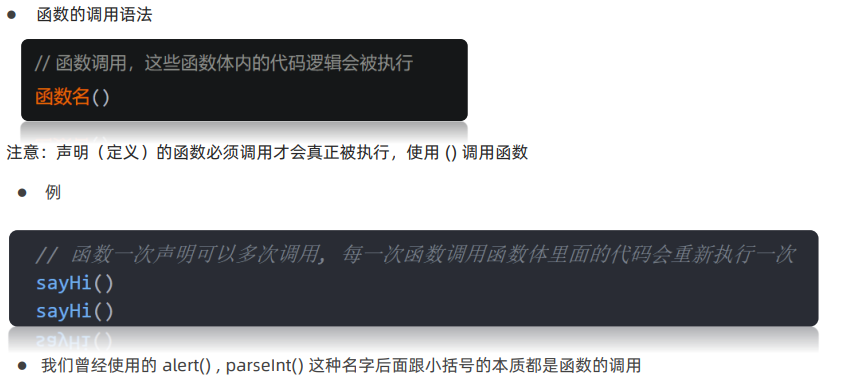 ● 函数的调用语法
// 函数调用，这些函数体内的代码逻辑会被执行
函数名()
注意：声明（定义）的函数必须调用才会真正被执行，使用 () 调用函数
● 例
// 函数一次声明可以多次调用, 每一次函数调用函数体里面的代码会重新执行一次
sayHi()
sayHi()
● 我们曾经使用的 alert() , parseInt() 这种名字后面跟小括号的本质都是函数的调用